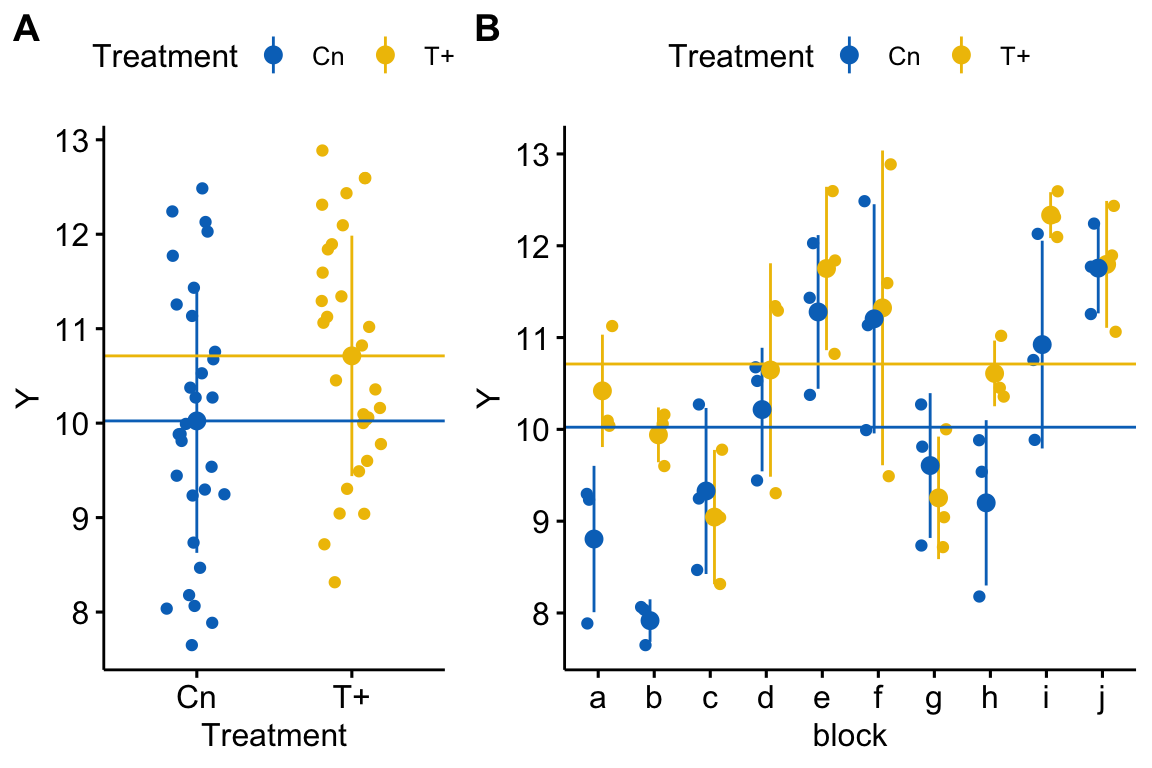 A
Treatment Cn T+
13
12
11
10
9
8
Y
Cn T+
Treatment
B
Treatment Cn T+
13
12
11
10
9
8
Y
a b c d e f g h i j
block